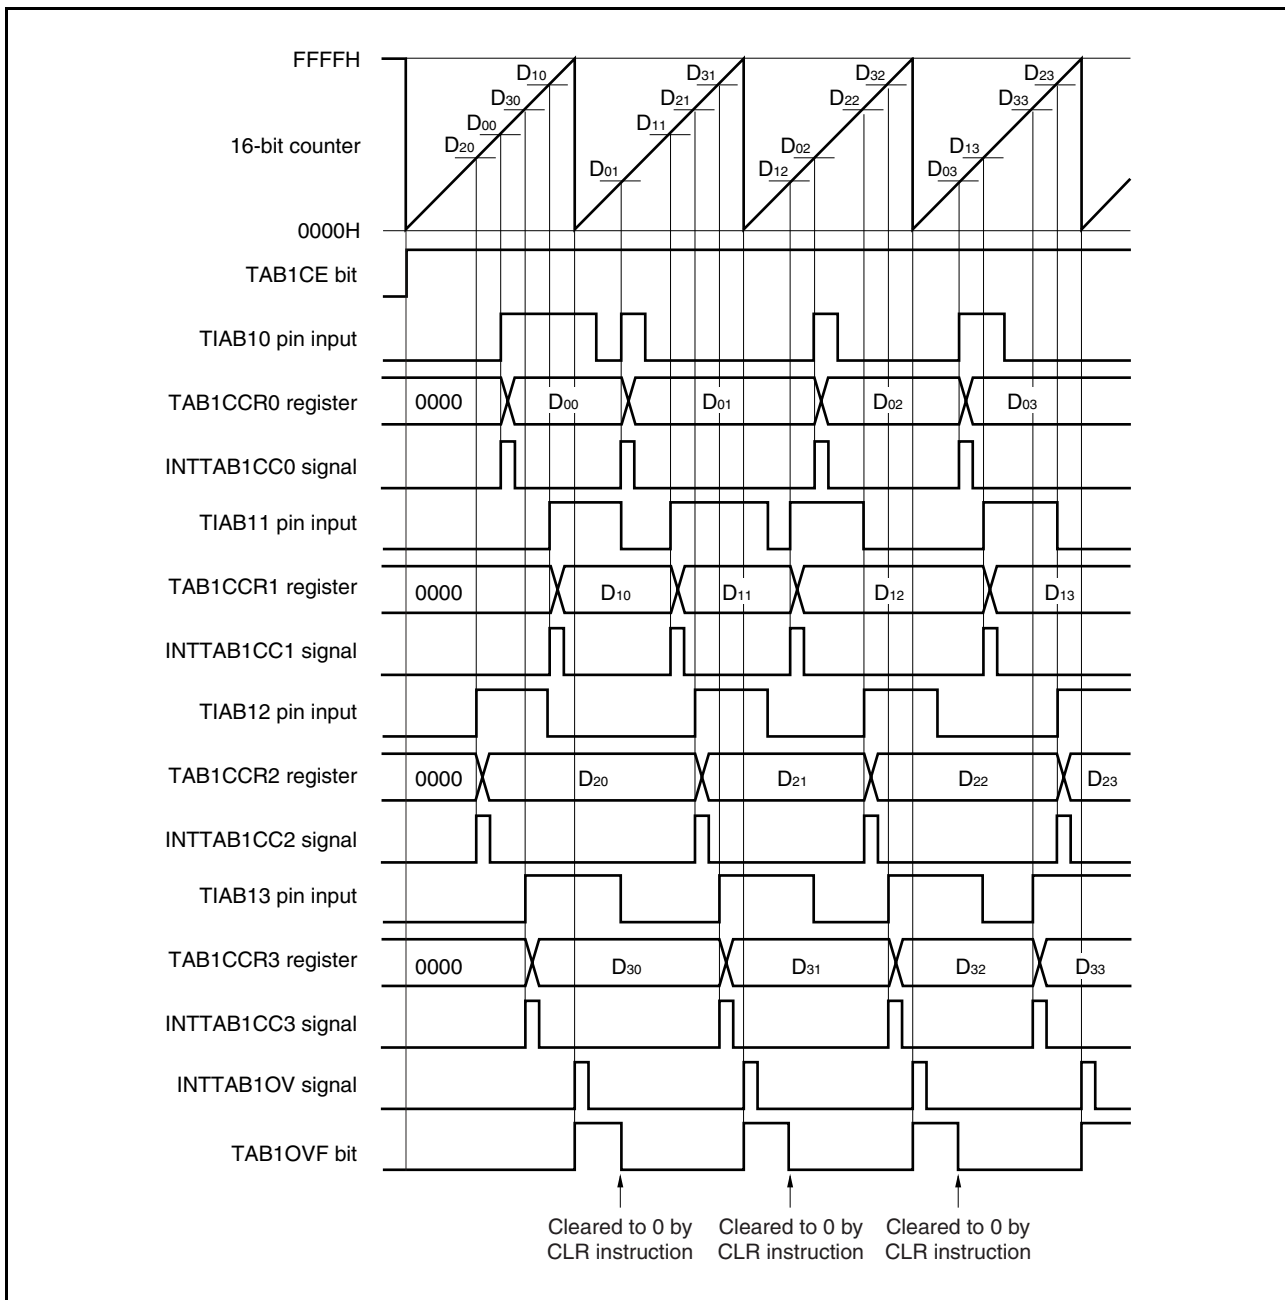 FFFFH
D10
D31
D32
D23
D30
D21
D22
D33
D00
D11
16-bit counter
D20
D02
D13
D01
D12
D03
0000H
TAB1CE bit
TIAB10 pin input
TAB1CCR0 register
0000
D00
D01
D02
D03
INTTAB1CC0 signal
TIAB11 pin input
TAB1CCR1 register
0000
D10
D11
D12
D13
INTTAB1CC1 signal
TIAB12 pin input
TAB1CCR2 register
0000
D20
D21
D22
D23
INTTAB1CC2 signal
TIAB13 pin input
TAB1CCR3 register
0000
D30
D31
D32
D33
INTTAB1CC3 signal
INTTAB1OV signal
TAB1OVF bit
Cleared to 0 by
CLR instruction
Cleared to 0 by
CLR instruction
Cleared to 0 by
CLR instruction